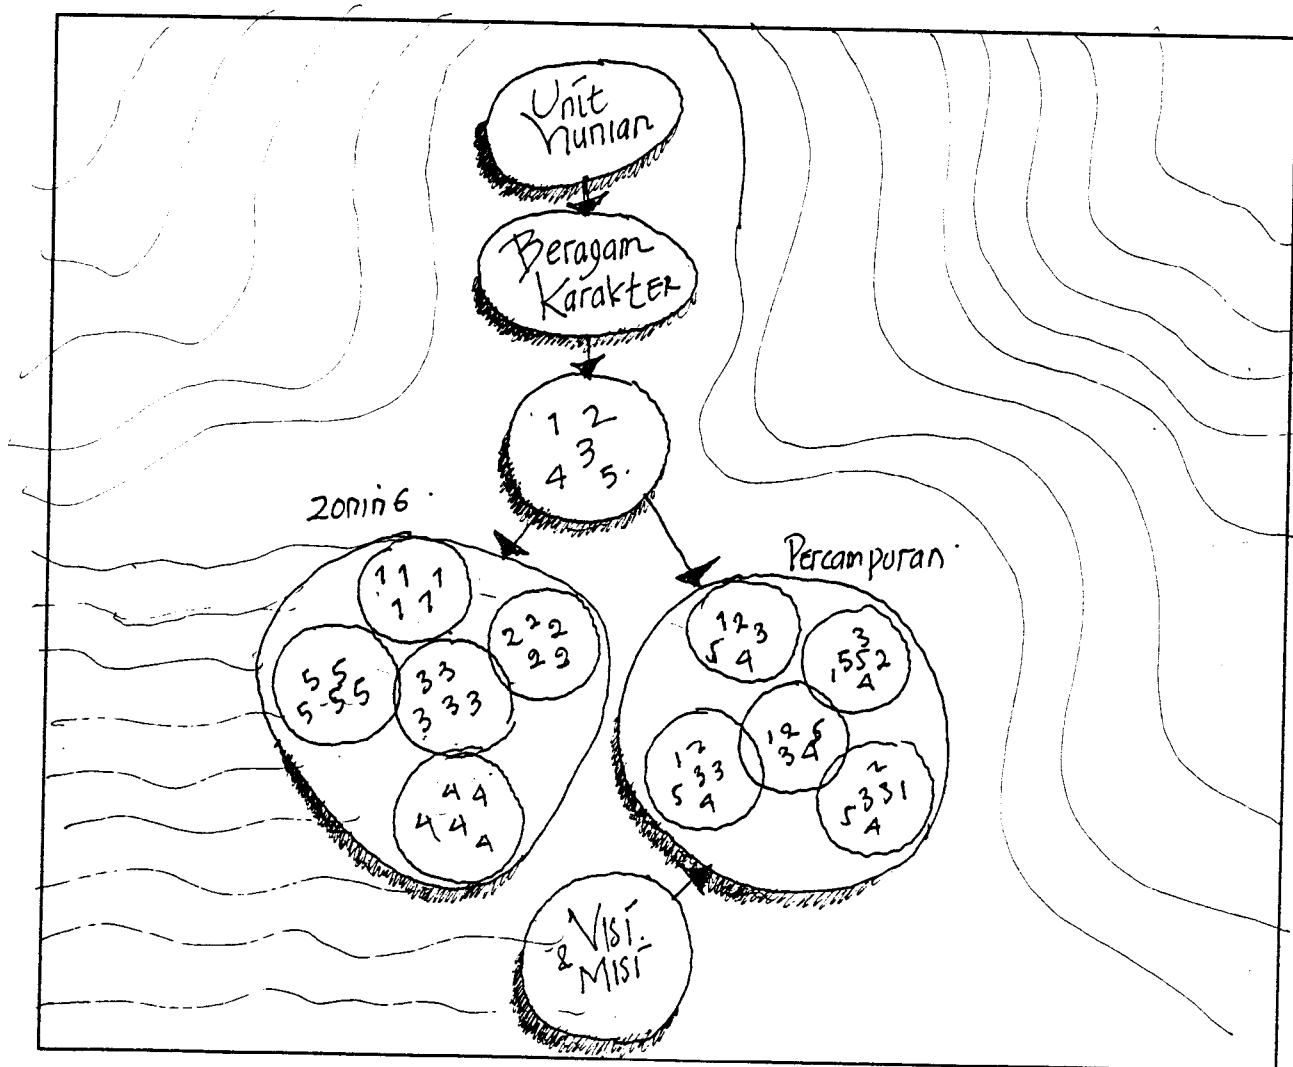 Unit
Hunian
Beragam
Karakter
1 2
3
4 5.
Zoning.
Percampuran.
1 1 1
1 1
2 2 2
2 2
5 5
5 5 5
3 3
3 3 3
4 4
4 4 4
1 2 3
5 4
3
1 5 5 2
4
1 2
3 3
5 4
1 2 5
3 4
2
5 3 3 1
4
Visi.
& Misi